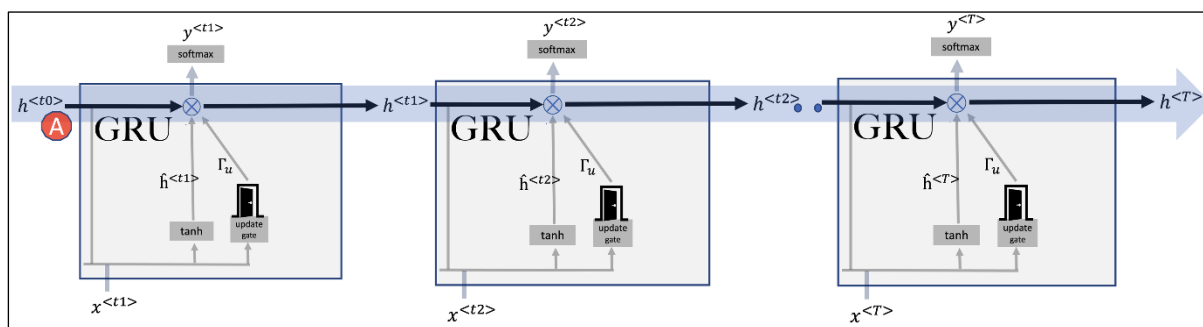 y<t1>
softmax
h<t0>
A
GRU
ĥ<t1>
Γu
tanh
update
gate
x<t1>
y<t2>
softmax
h<t1>
GRU
ĥ<t2>
Γu
tanh
update
gate
x<t2>
y<T>
softmax
h<t2>
GRU
ĥ<T>
Γu
tanh
update
gate
x<T>
h<T>